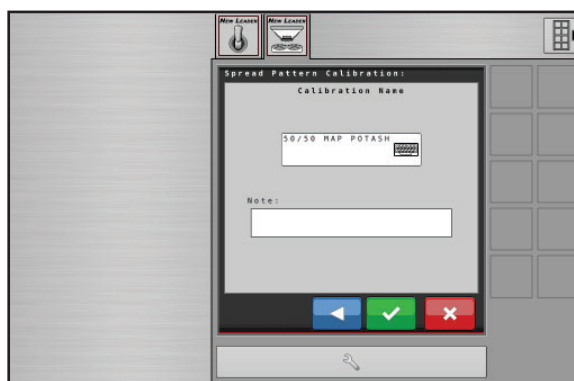 NEW LEADER NEW LEADER
Spread Pattern Calibration:
Calibration Name
50/50 MAP POTASH
Note: